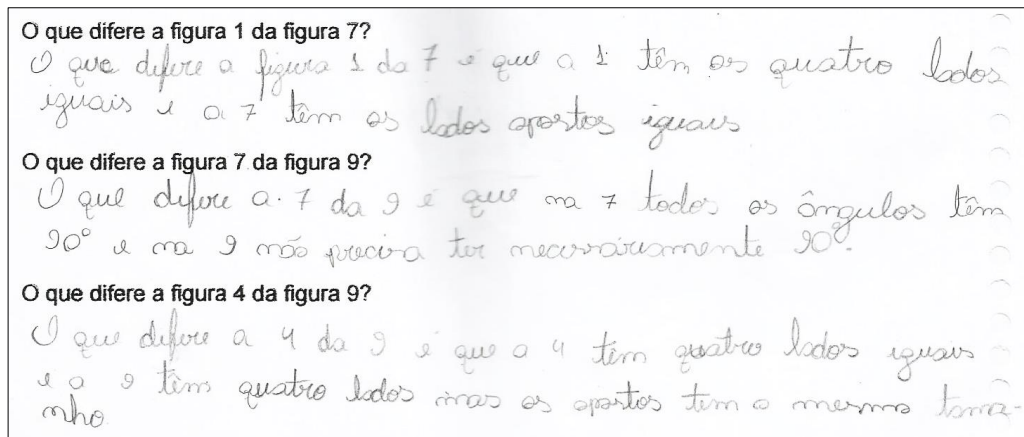 O que difere a figura 1 da figura 7?
O que difere a figura 1 da 7 é que a 1 têm os quatro lados
iguais e a 7 têm os lados opostos iguais
O que difere a figura 7 da figura 9?
O que difere a 7 da 9 é que na 7 todos os ângulos têm
90° e na 9 não precisa ter necessáriamente 90°.
O que difere a figura 4 da figura 9?
O que difere a 4 da 9 é que a 4 têm quatro lados iguais
e a 9 têm quatro lados mas os opostos tem o mesmo tama-
nho